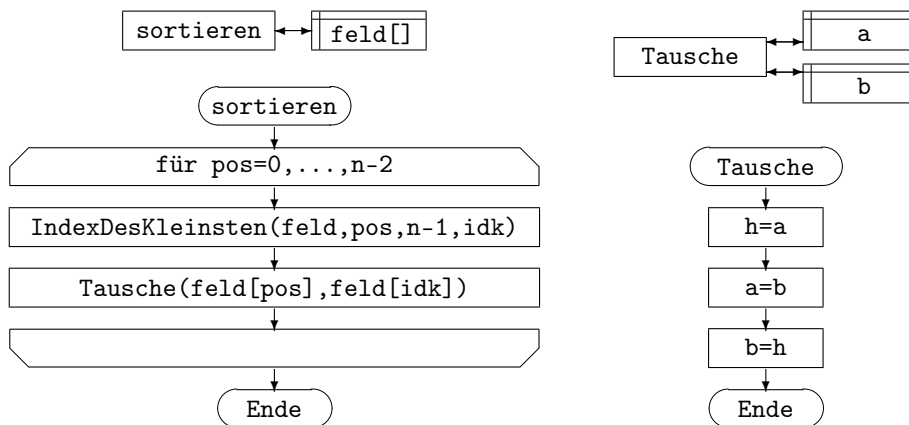 sortieren
feld[]
sortieren
für pos=0,...,n-2
IndexDesKleinsten(feld,pos,n-1,idk)
Tausche(feld[pos],feld[idk])
Ende
Tausche
a
b
Tausche
h=a
a=b
b=h
Ende